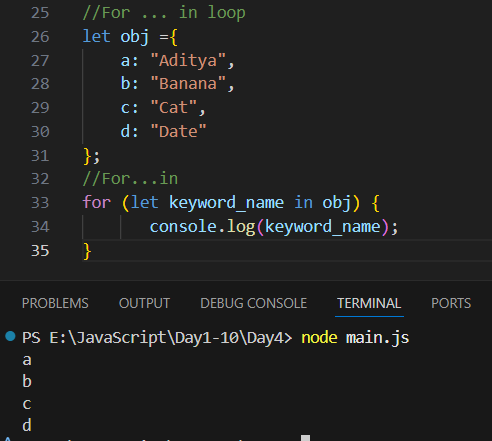 25 //For ... in loop
26 let obj ={
27 a: "Aditya",
28 b: "Banana",
29 c: "Cat",
30 d: "Date"
31 };
32 //For...in
33 for (let keyword_name in obj) {
34 console.log(keyword_name);
35 }
PROBLEMS OUTPUT DEBUG CONSOLE TERMINAL PORTS
PS E:\JavaScript\Day1-10\Day4> node main.js
a
b
c
d